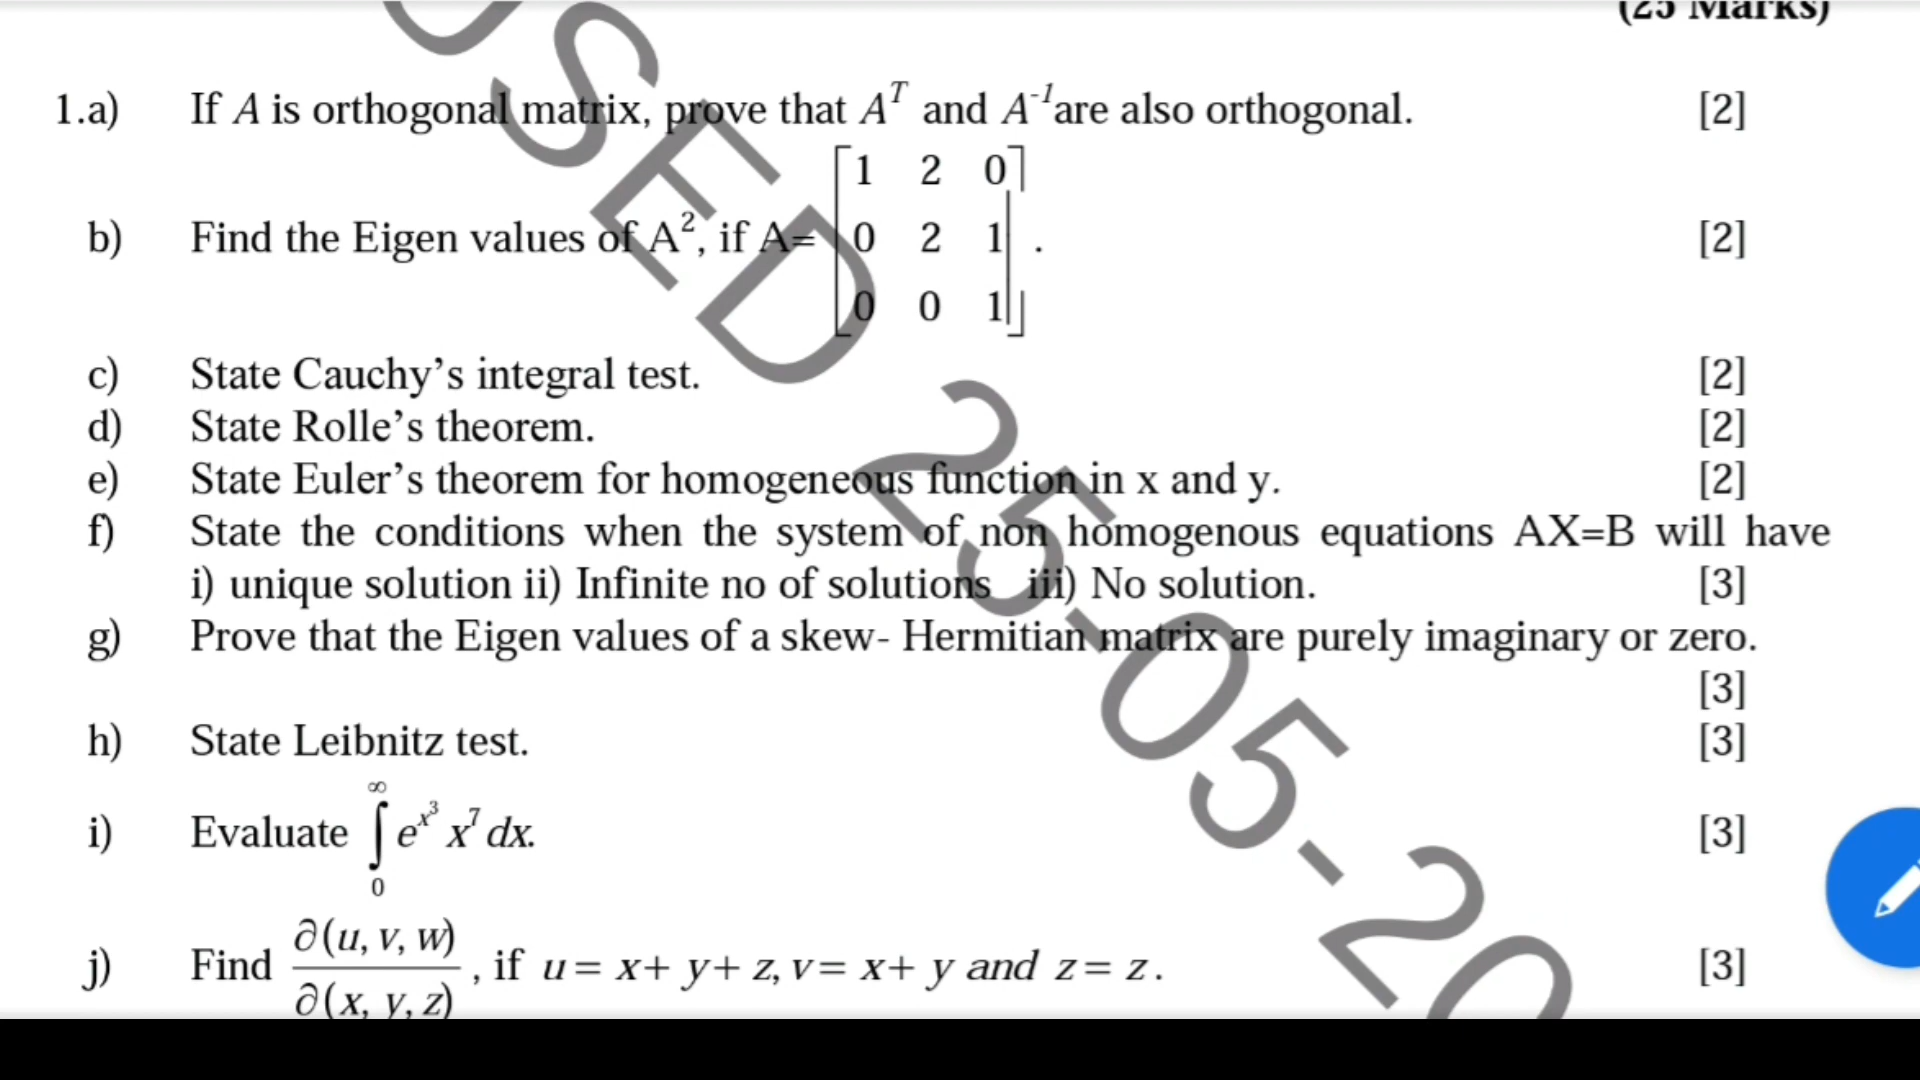 (25 Marks)
1.a) If A is orthogonal matrix, prove that A^T and A^-1 are also orthogonal. [2]
b) Find the Eigen values of A², if A= [1 2 0; 0 2 1; 0 0 1] . [2]
c) State Cauchy’s integral test. [2]
d) State Rolle’s theorem. [2]
e) State Euler’s theorem for homogeneous function in x and y. [2]
f) State the conditions when the system of non homogenous equations AX=B will have
i) unique solution ii) Infinite no of solutions iii) No solution. [3]
g) Prove that the Eigen values of a skew- Hermitian matrix are purely imaginary or zero.
[3]
h) State Leibnitz test. [3]
i) Evaluate ∫_0^∞ e^{x^3} x^7 dx. [3]
j) Find ∂(u, v, w)/∂(x, y, z) , if u= x+ y+ z, v= x+ y and z= z. [3]
USED 25-05-20